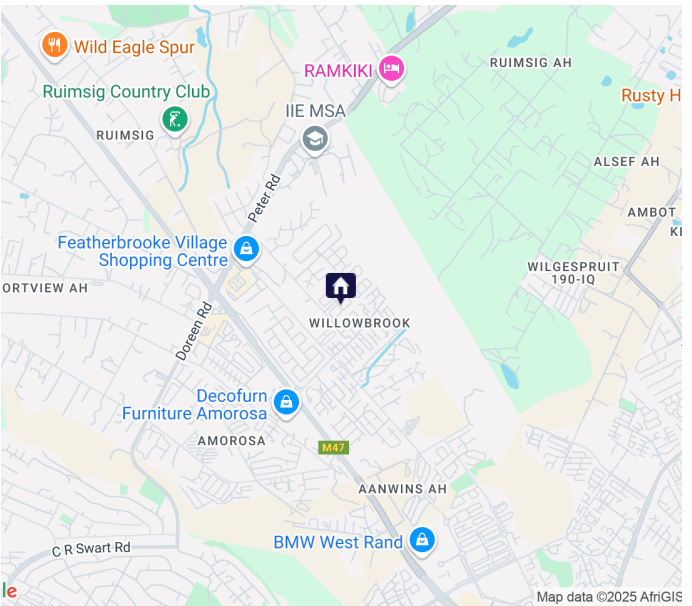 Wild Eagle Spur
RAMKIKI
RUIMSIG AH
Ruimsig Country Club
Rusty H
IIE MSA
RUIMSIG
ALSEF AH
Peter Rd
AMBOT
Featherbrooke Village
Shopping Centre
WILGESPRUIT
190-IQ
ORTVIEW AH
WILLOWBROOK
Doreen Rd
Decofurn
Furniture Amorosa
AMOROSA
M47
AANWINS AH
BMW West Rand
C R Swart Rd
le
Map data ©2025 AfriGIS